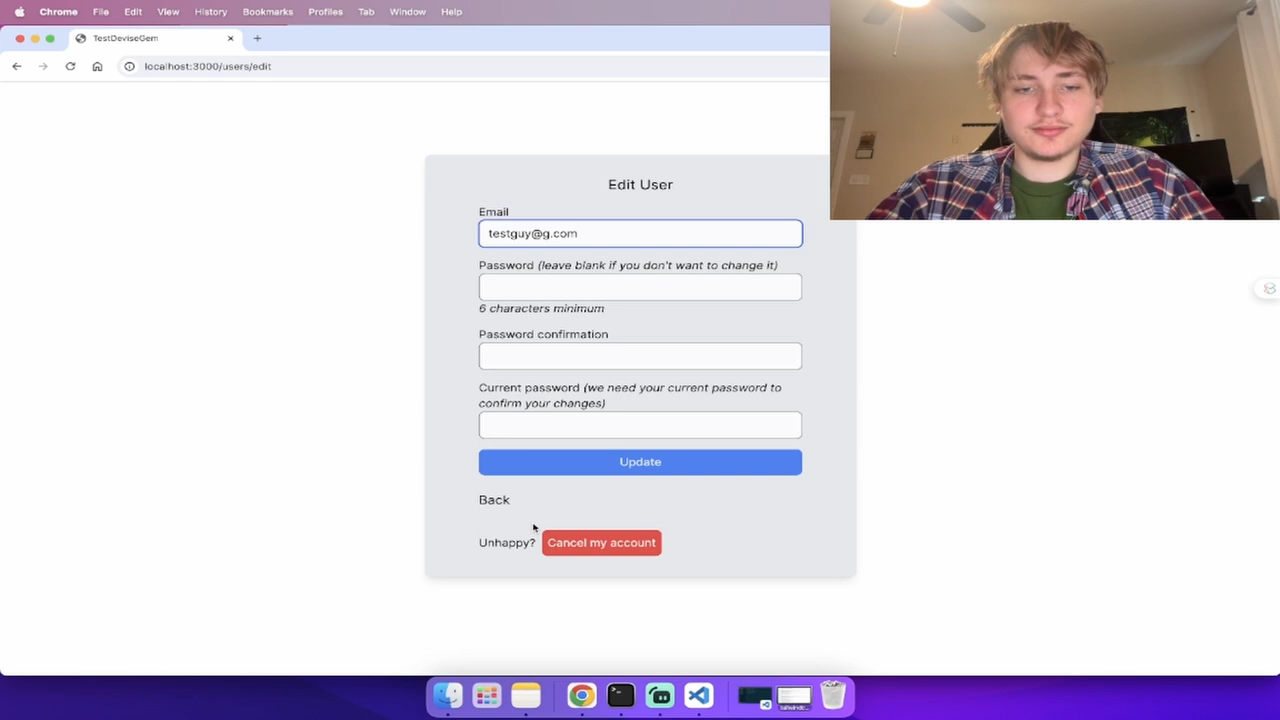 Chrome File Edit View History Bookmarks Profiles Tab Window Help
TestDeviseGem
localhost:3000/users/edit
Edit User
Email
testguy@g.com
Password (leave blank if you don't want to change it)
6 characters minimum
Password confirmation
Current password (we need your current password to
confirm your changes)
Update
Back
Unhappy? Cancel my account